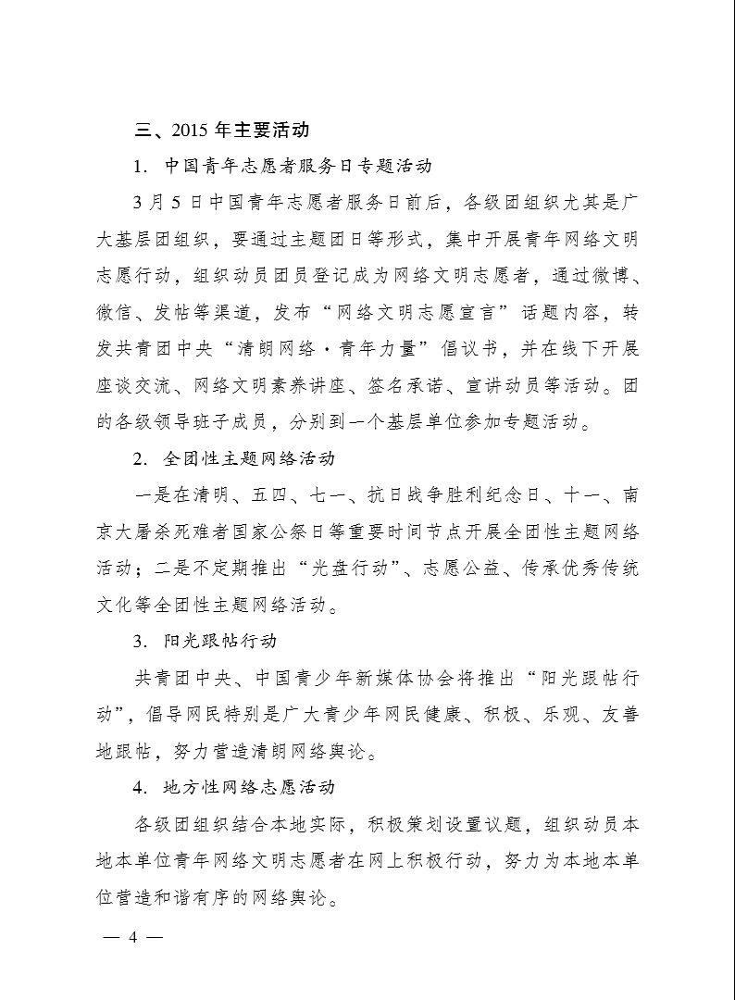 三、2015 年主要活动
1. 中国青年志愿者服务日专题活动
3 月 5 日中国青年志愿者服务日前后，各级团组织尤其是广
大基层团组织，要通过主题团日等形式，集中开展青年网络文明
志愿行动，组织动员团员登记成为网络文明志愿者，通过微博、
微信、发帖等渠道，发布“网络文明志愿宣言”话题内容，转
发共青团中央“清朗网络·青年力量”倡议书，并在线下开展
座谈交流、网络文明素养讲座、签名承诺、宣讲动员等活动。团
的各级领导班子成员，分别到一个基层单位参加专题活动。
2. 全团性主题网络活动
一是在清明、五四、七一、抗日战争胜利纪念日、十一、南
京大屠杀死难者国家公祭日等重要时间节点开展全团性主题网络
活动；二是不定期推出“光盘行动”、志愿公益、传承优秀传统
文化等全团性主题网络活动。
3. 阳光跟帖行动
共青团中央、中国青少年新媒体协会将推出“阳光跟帖行
动”，倡导网民特别是广大青少年网民健康、积极、乐观、友善
地跟帖，努力营造清朗网络舆论。
4. 地方性网络志愿活动
各级团组织结合本地实际，积极策划设置议题，组织动员本
地本单位青年网络文明志愿者在网上积极行动，努力为本地本单
位营造和谐有序的网络舆论。
— 4 —